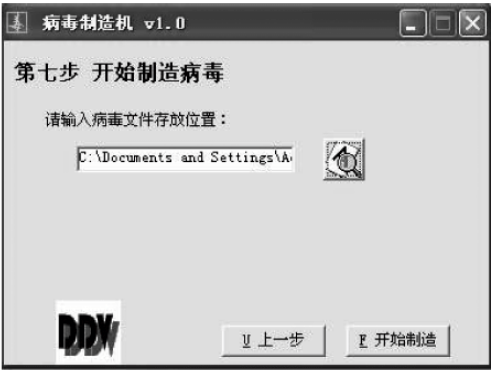 病毒制造机 v1.0
第七步 开始制造病毒
请输入病毒文件存放位置：
C:\Documents and Settings\A
DDV
U 上一步
F 开始制造